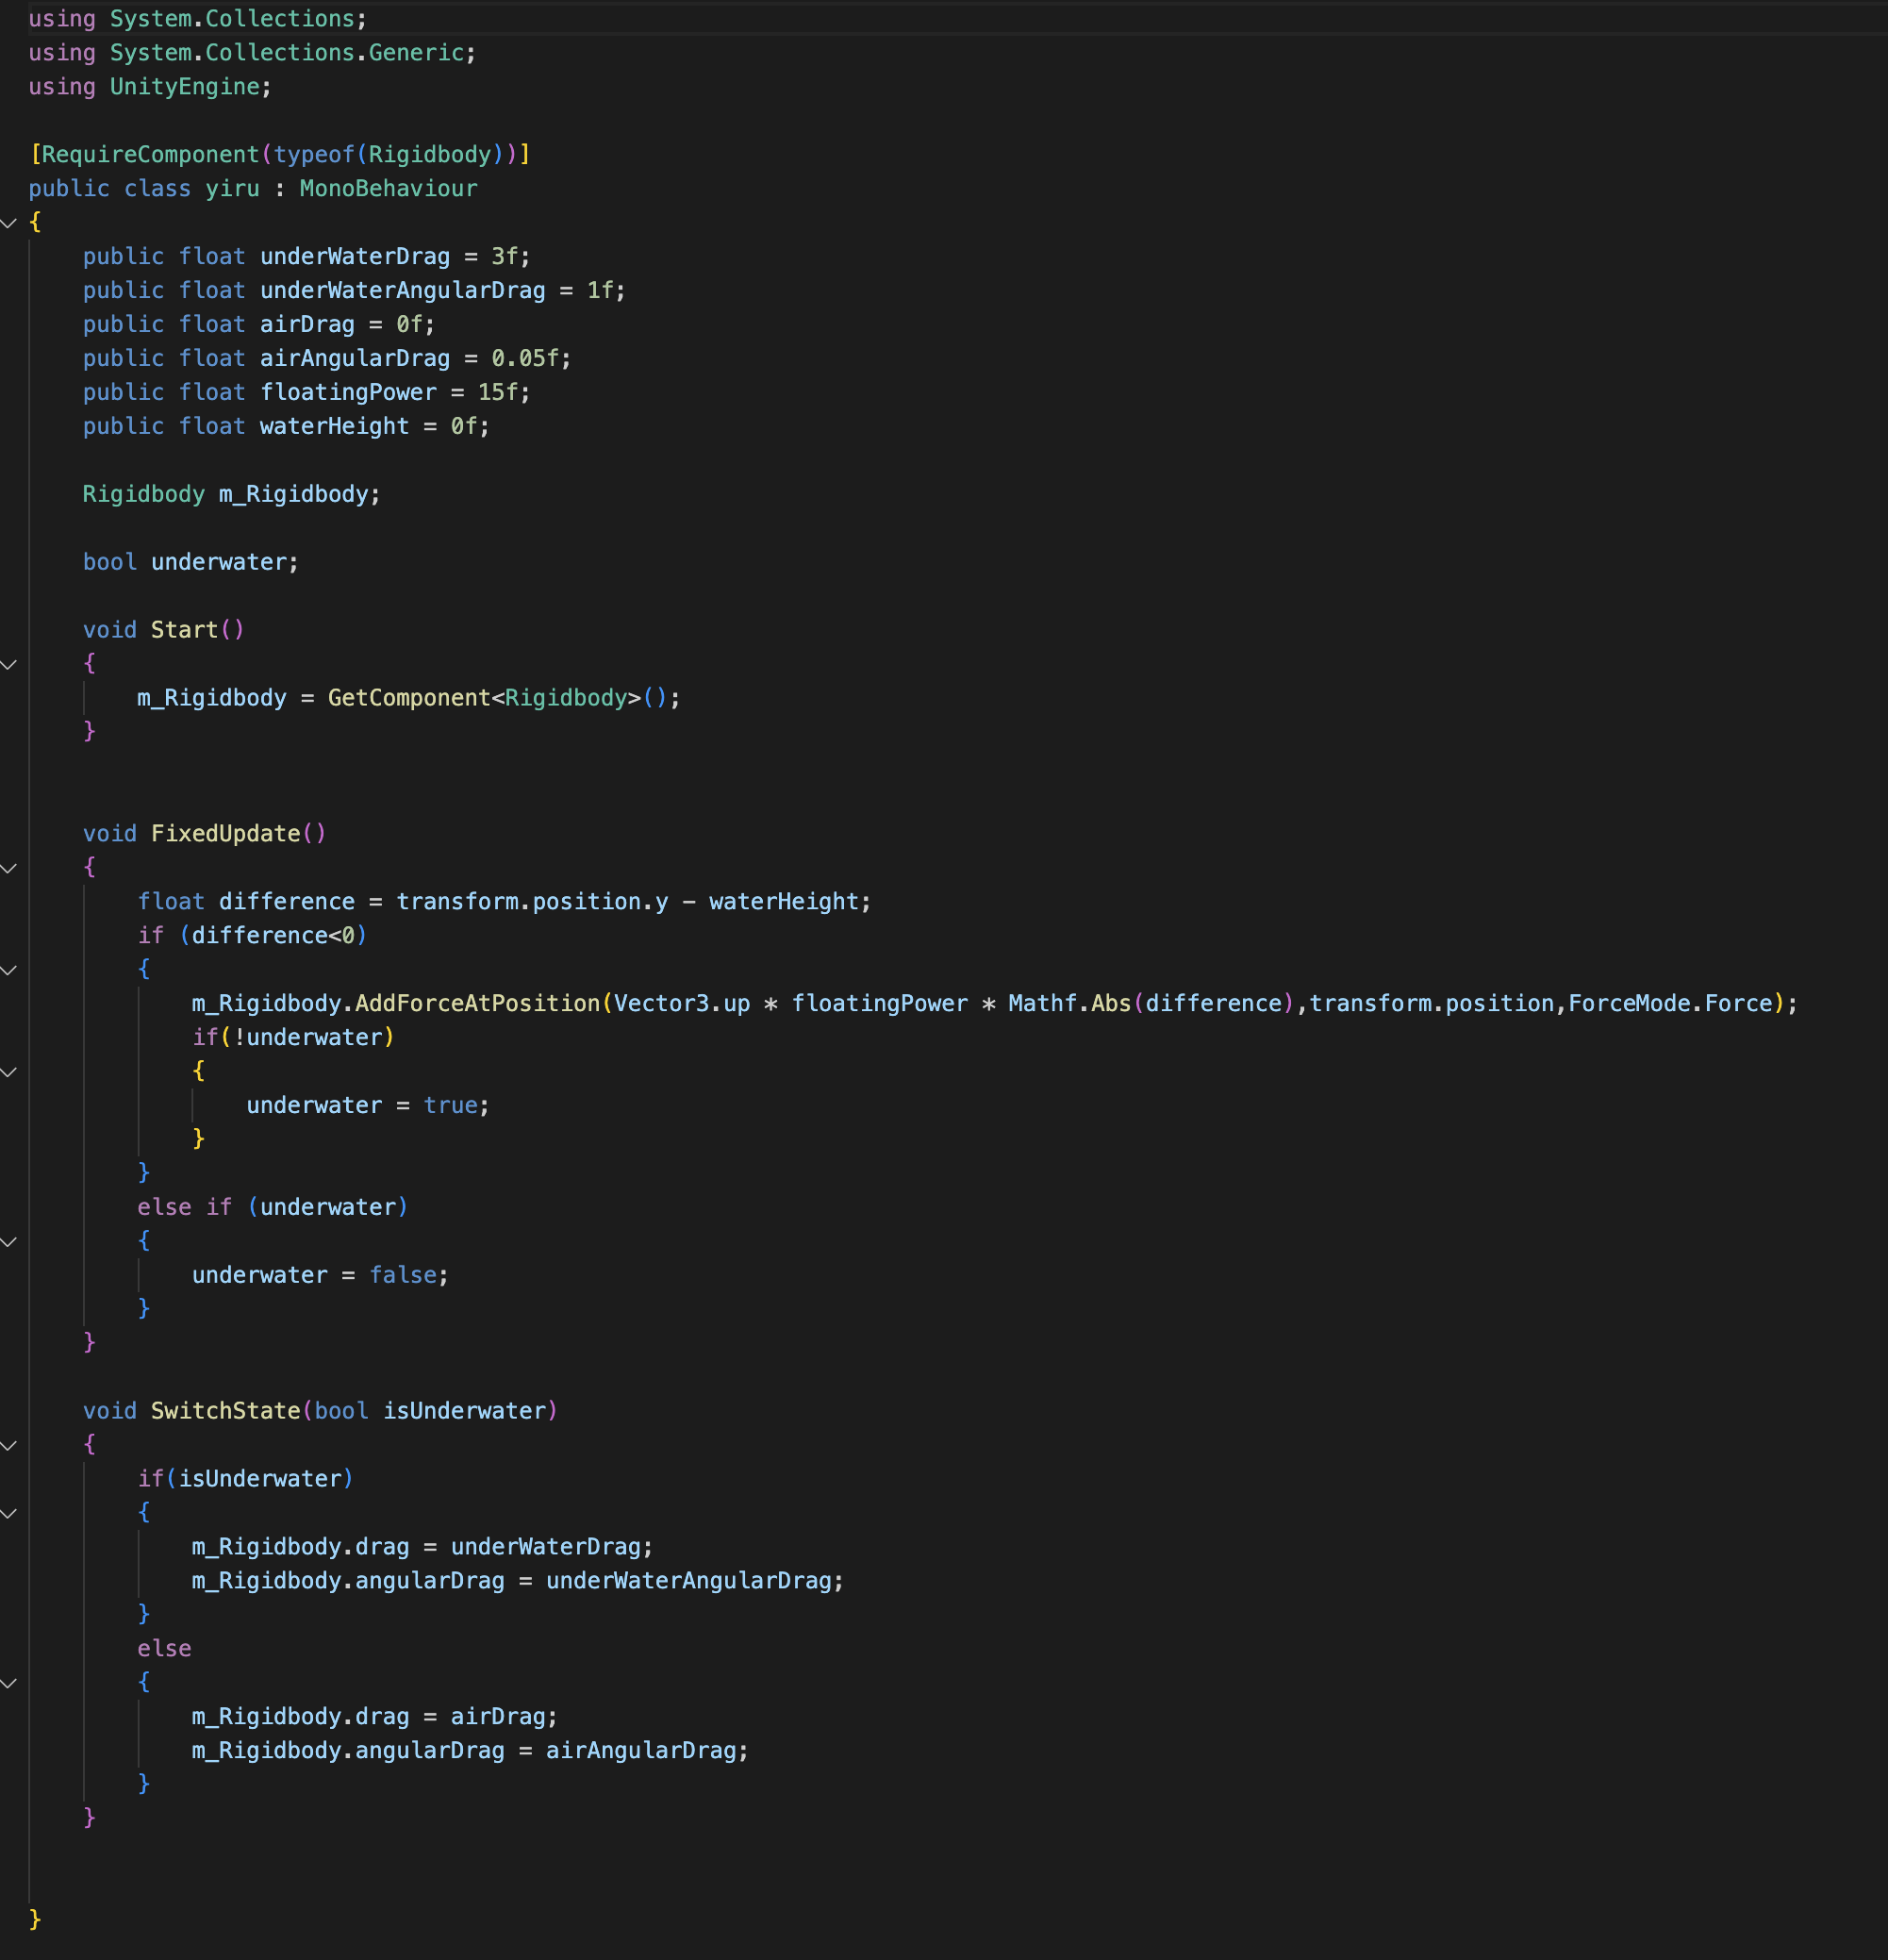 using System.Collections;
using System.Collections.Generic;
using UnityEngine;

[RequireComponent(typeof(Rigidbody))]
public class yiru : MonoBehaviour
{
    public float underWaterDrag = 3f;
    public float underWaterAngularDrag = 1f;
    public float airDrag = 0f;
    public float airAngularDrag = 0.05f;
    public float floatingPower = 15f;
    public float waterHeight = 0f;

    Rigidbody m_Rigidbody;

    bool underwater;

    void Start()
    {
        m_Rigidbody = GetComponent<Rigidbody>();
    }


    void FixedUpdate()
    {
        float difference = transform.position.y - waterHeight;
        if (difference<0)
        {
            m_Rigidbody.AddForceAtPosition(Vector3.up * floatingPower * Mathf.Abs(difference),transform.position,ForceMode.Force);
            if(!underwater)
            {
                underwater = true;
            }
        }
        else if (underwater)
        {
            underwater = false;
        }
    }

    void SwitchState(bool isUnderwater)
    {
        if(isUnderwater)
        {
            m_Rigidbody.drag = underWaterDrag;
            m_Rigidbody.angularDrag = underWaterAngularDrag;
        }
        else
        {
            m_Rigidbody.drag = airDrag;
            m_Rigidbody.angularDrag = airAngularDrag;
        }
    }


}